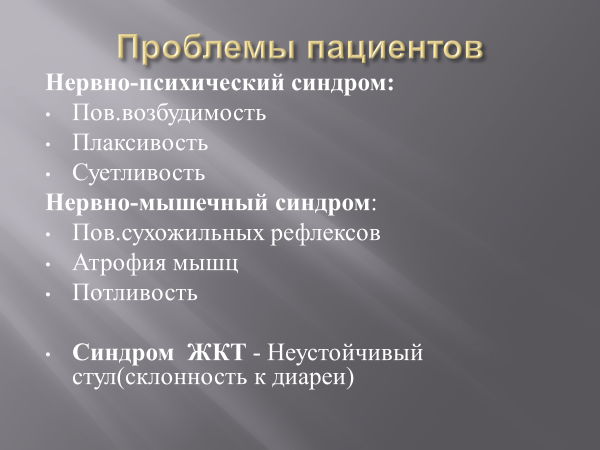 Проблемы пациентов
Нервно-психический синдром:
• Пов.возбудимость
• Плаксивость
• Суетливость
Нервно-мышечный синдром:
• Пов.сухожильных рефлексов
• Атрофия мышц
• Потливость
• Синдром ЖКТ - Неустойчивый
стул(склонность к диареи)